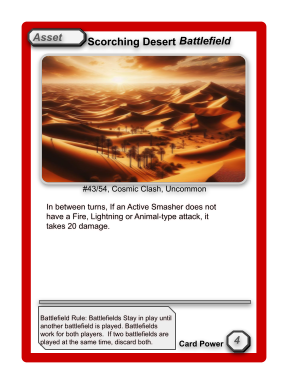 Asset
Scorching Desert Battlefield
#43/54, Cosmic Clash, Uncommon
In between turns, If an Active Smasher does not
have a Fire, Lightning or Animal-type attack, it
takes 20 damage.
Battlefield Rule: Battlefields Stay in play until
another battlefield is played. Battlefields
work for both players.  If two battlefields are
played at the same time, discard both.
Card Power 4